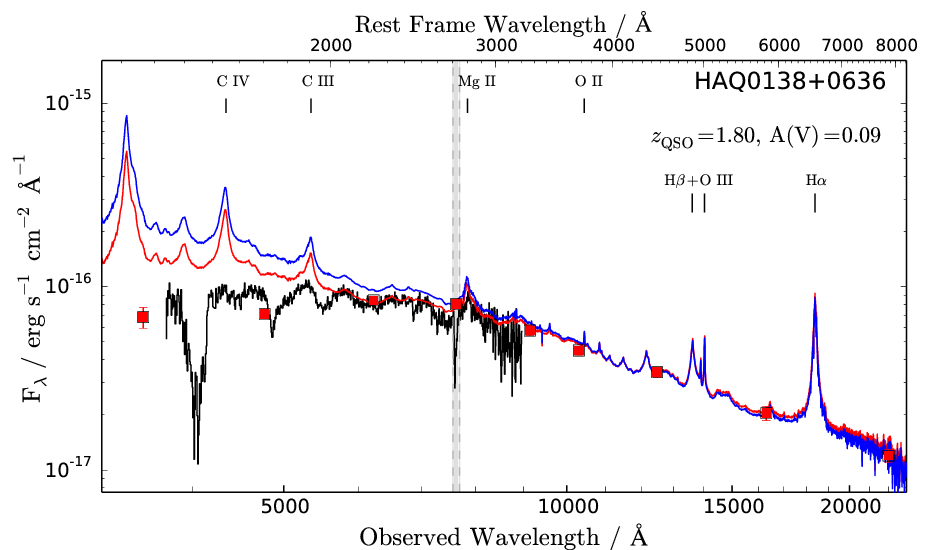 Rest Frame Wavelength / Å
2000 3000 4000 5000 6000 7000 8000
C IV C III Mg II O II HAQ0138+0636
z_QSO=1.80, A(V)=0.09
Hβ+O III Hα
10⁻¹⁵
10⁻¹⁶
10⁻¹⁷
F_λ / erg s⁻¹ cm⁻² Å⁻¹
5000 10000 15000 20000
Observed Wavelength / Å